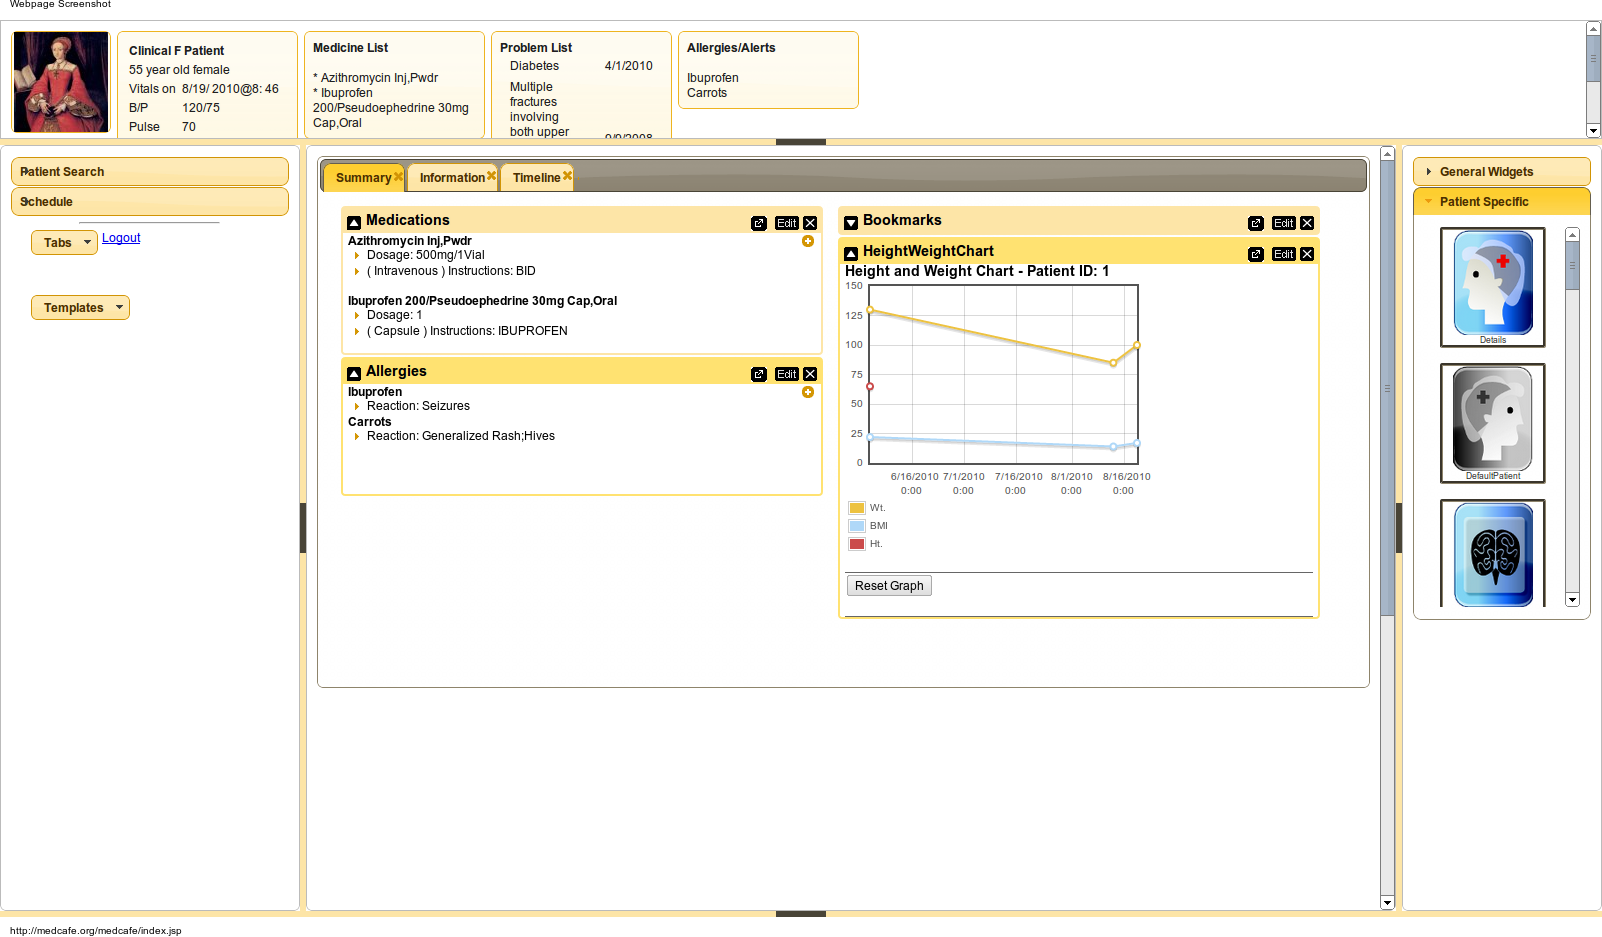 Webpage Screenshot
Clinical F Patient
55 year old female
Vitals on 8/19/ 2010@8: 46
B/P 120/75
Pulse 70
Medicine List
* Azithromycin Inj,Pwdr
* Ibuprofen
200/Pseudoephedrine 30mg
Cap,Oral
Problem List
Diabetes 4/1/2010
Multiple
fractures
involving
both upper
Allergies/Alerts
Ibuprofen
Carrots
Patient Search
Schedule
Tabs
Logout
Templates
Summary
Information
Timeline
Medications
Edit
Azithromycin Inj,Pwdr
Dosage: 500mg/1Vial
( Intravenous ) Instructions: BID
Ibuprofen 200/Pseudoephedrine 30mg Cap,Oral
Dosage: 1
( Capsule ) Instructions: IBUPROFEN
Allergies
Edit
Ibuprofen
Reaction: Seizures
Carrots
Reaction: Generalized Rash;Hives
Bookmarks
Edit
HeightWeightChart
Edit
Height and Weight Chart - Patient ID: 1
150
125
100
75
50
25
0
6/16/2010 7/1/2010 7/16/2010 8/1/2010 8/16/2010
0:00 0:00 0:00 0:00 0:00
Wt.
BMI
Ht.
Reset Graph
General Widgets
Patient Specific
Details
DefaultPatient
http://medcafe.org/medcafe/index.jsp